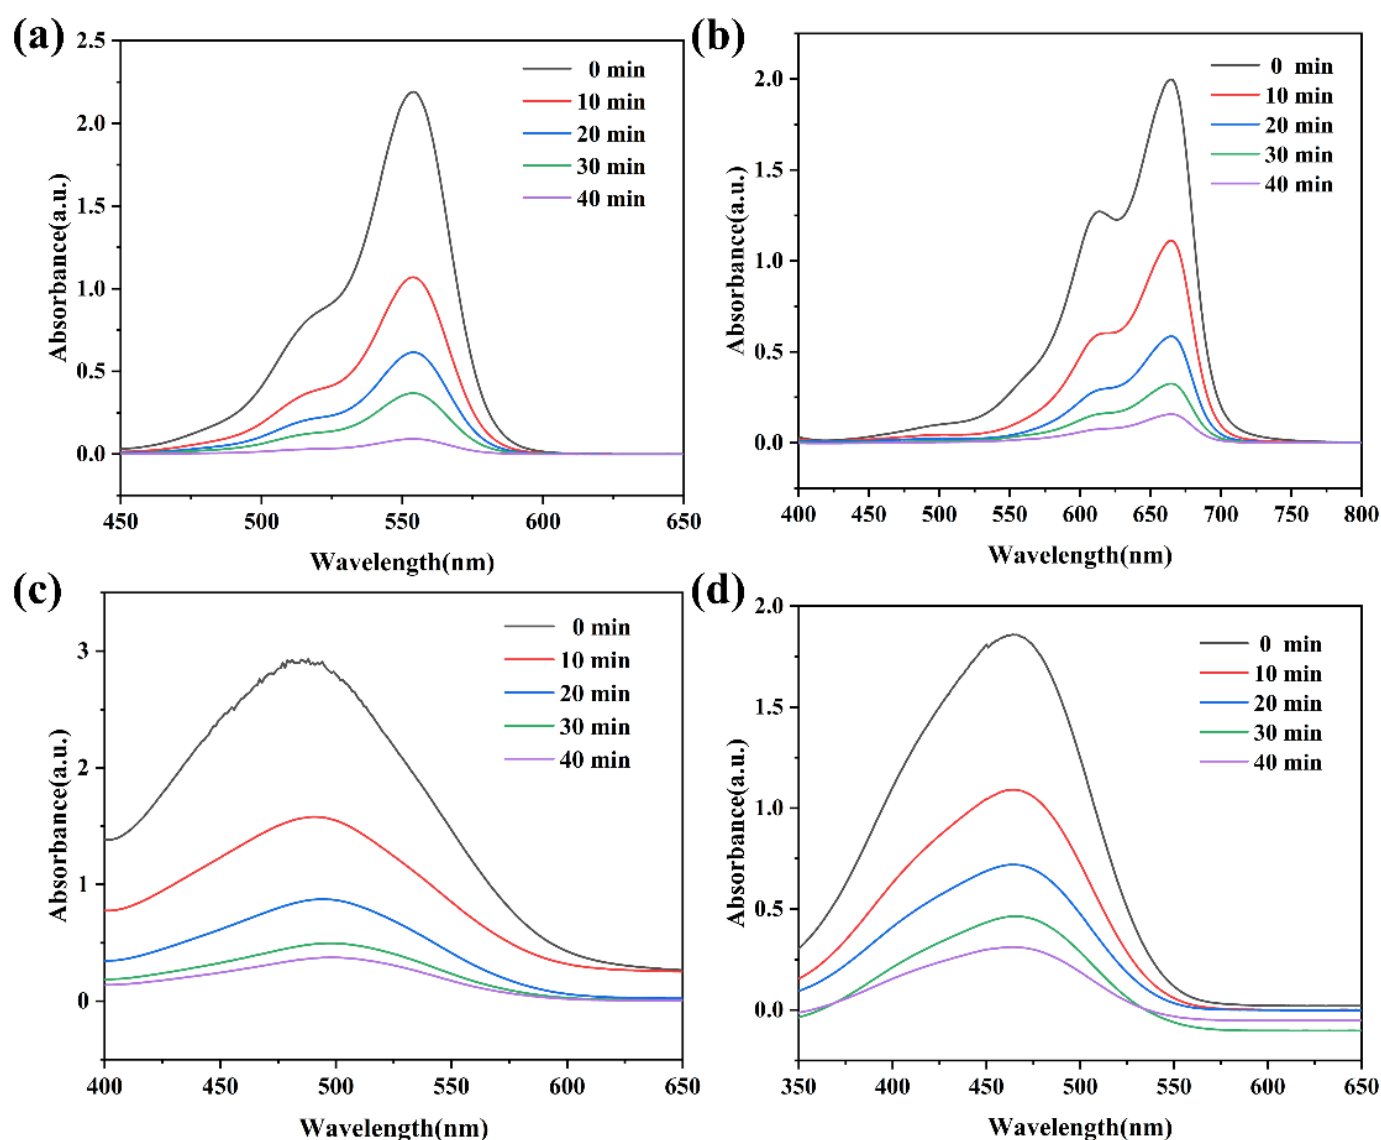 (a)
2.5
2.0
1.5
1.0
0.5
0.0
Absorbance(a.u.)
0 min
10 min
20 min
30 min
40 min
450 500 550 600 650
Wavelength(nm)
(b)
2.0
1.5
1.0
0.5
0.0
Absorbance(a.u.)
0 min
10 min
20 min
30 min
40 min
400 450 500 550 600 650 700 750 800
Wavelength(nm)
(c)
3
2
1
0
Absorbance(a.u.)
0 min
10 min
20 min
30 min
40 min
400 450 500 550 600 650
Wavelength(nm)
(d)
2.0
1.5
1.0
0.5
0.0
Absorbance(a.u.)
0 min
10 min
20 min
30 min
40 min
350 400 450 500 550 600 650
Wavelength(nm)